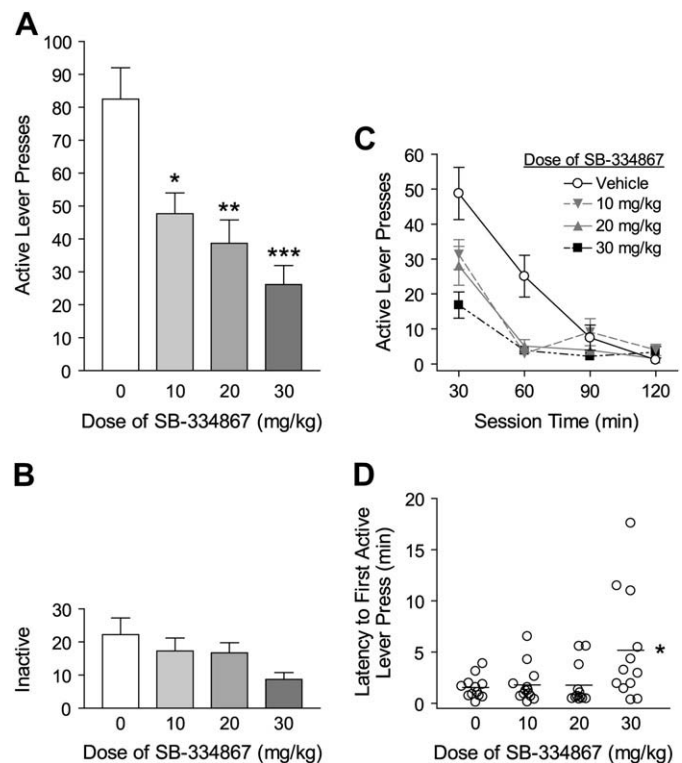 A
Active Lever Presses
100
90
80
70
60
50
40
30
20
10
0
*
**
***
0 10 20 30
Dose of SB-334867 (mg/kg)
B
Inactive
30
20
10
0
0 10 20 30
Dose of SB-334867 (mg/kg)
C
Active Lever Presses
60
50
40
30
20
10
0
Dose of SB-334867
Vehicle
10 mg/kg
20 mg/kg
30 mg/kg
30 60 90 120
Session Time (min)
D
Latency to First Active
Lever Press (min)
20
15
10
5
0
*
0 10 20 30
Dose of SB-334867 (mg/kg)